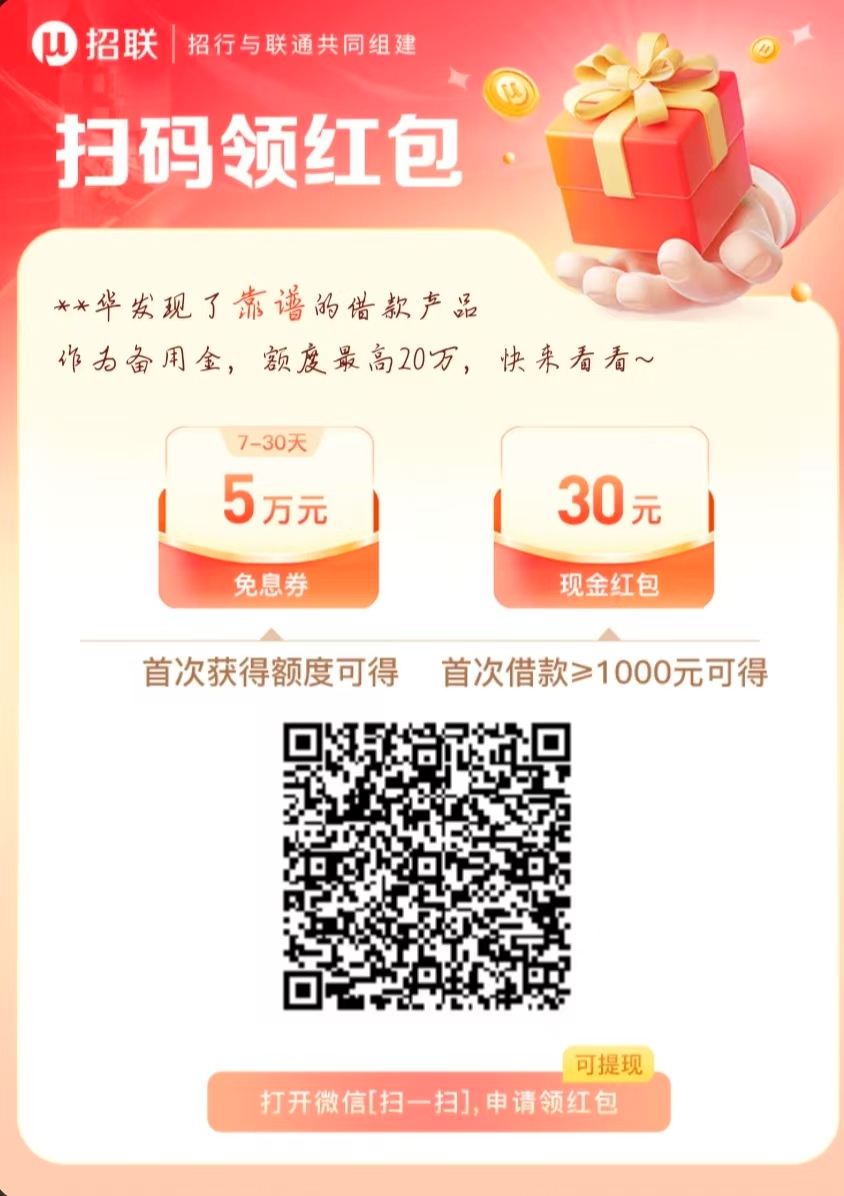 招联 | 招行与联通共同组建
扫码领红包
**华发现了靠谱的借款产品
作为备用金，额度最高20万，快来看看~
7-30天
5万元
免息券
30元
现金红包
首次获得额度可得
首次借款≥1000元可得
可提现
打开微信[扫一扫],申请领红包